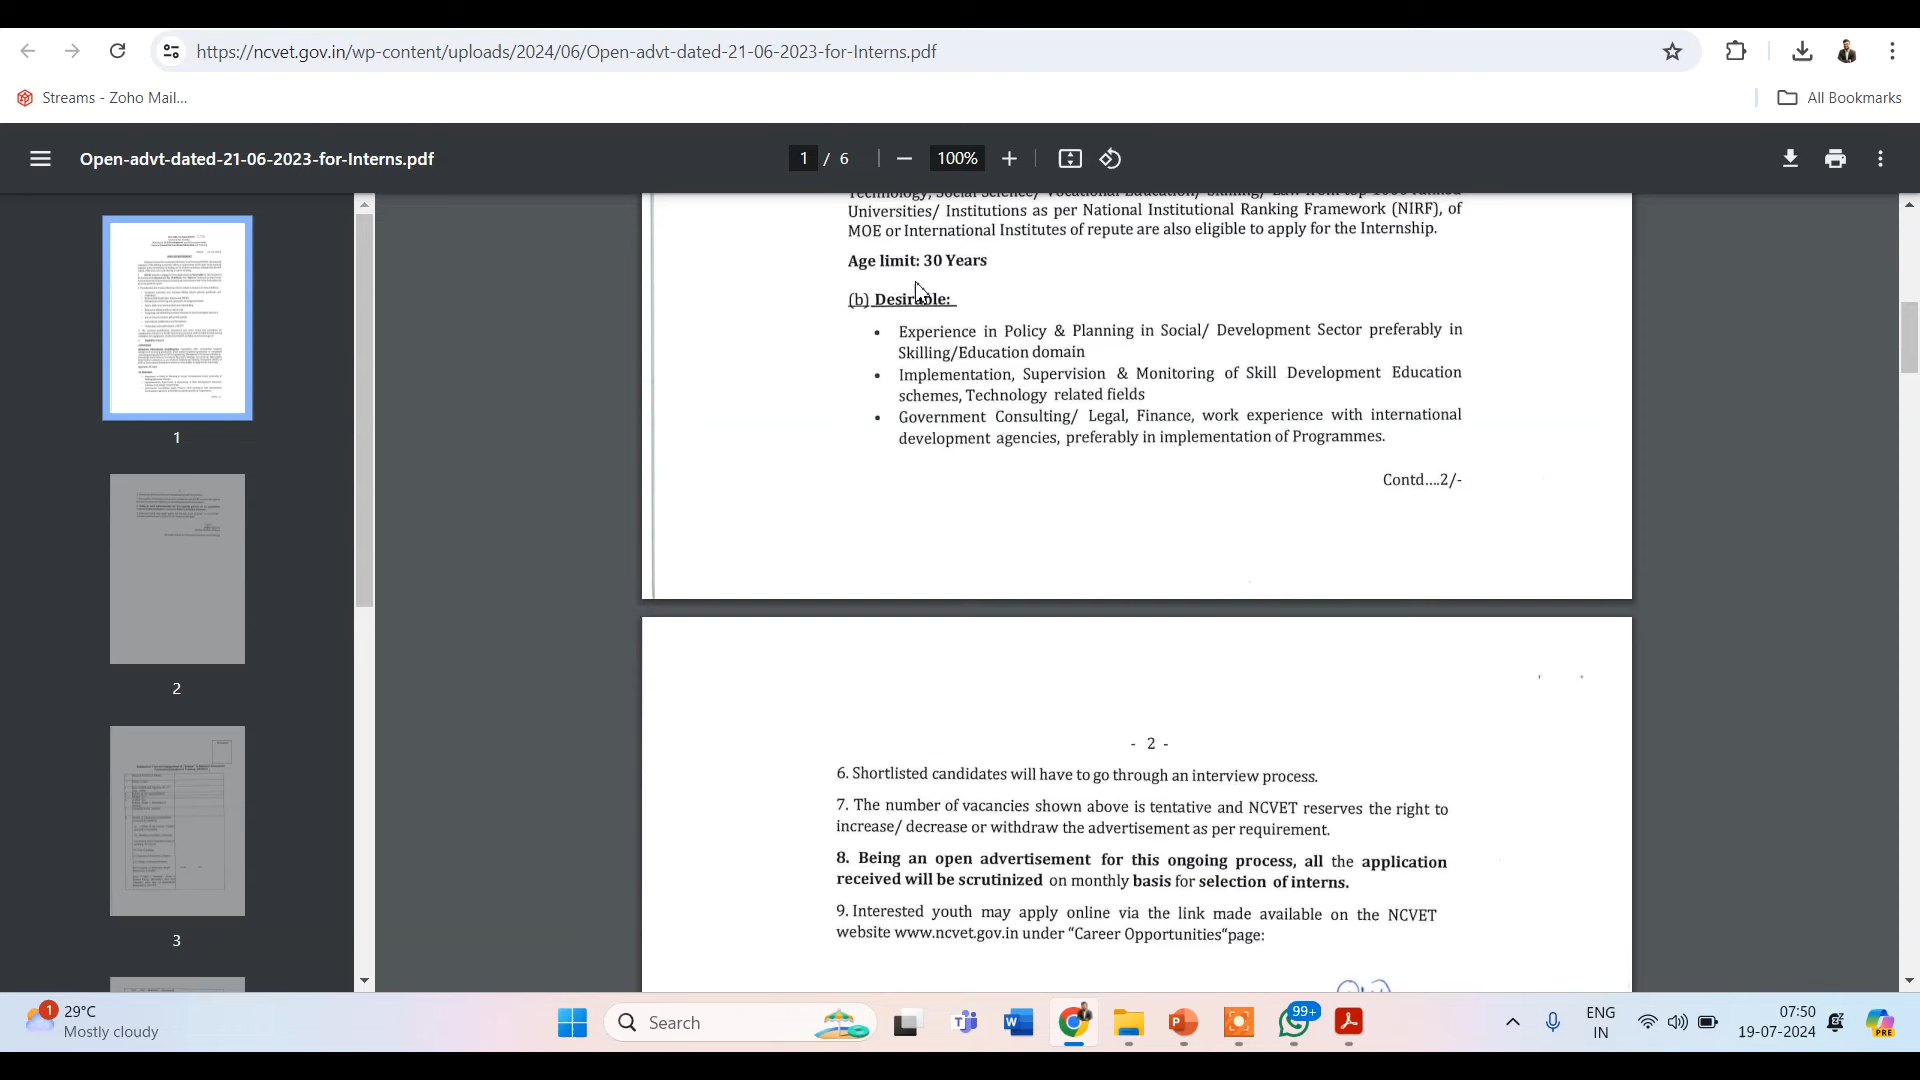 https://ncvet.gov.in/wp-content/uploads/2024/06/Open-advt-dated-21-06-2023-for-Interns.pdf
Streams - Zoho Mail...
All Bookmarks
Open-advt-dated-21-06-2023-for-Interns.pdf
1 / 6
100%
Technology, Social Science/ Vocational Education/ Skilling/ Law from top 1000 ranked
Universities/ Institutions as per National Institutional Ranking Framework (NIRF), of
MOE or International Institutes of repute are also eligible to apply for the Internship.
Age limit: 30 Years
(b) Desirable:
• Experience in Policy & Planning in Social/ Development Sector preferably in
Skilling/Education domain
• Implementation, Supervision & Monitoring of Skill Development Education
schemes, Technology related fields
• Government Consulting/ Legal, Finance, work experience with international
development agencies, preferably in implementation of Programmes.
Contd....2/-
- 2 -
6. Shortlisted candidates will have to go through an interview process.
7. The number of vacancies shown above is tentative and NCVET reserves the right to
increase/ decrease or withdraw the advertisement as per requirement.
8. Being an open advertisement for this ongoing process, all the application
received will be scrutinized on monthly basis for selection of interns.
9. Interested youth may apply online via the link made available on the NCVET
website www.ncvet.gov.in under “Career Opportunities“page:
1
2
3
1
29°C
Mostly cloudy
Search
99+
ENG
IN
07:50
19-07-2024
PRE